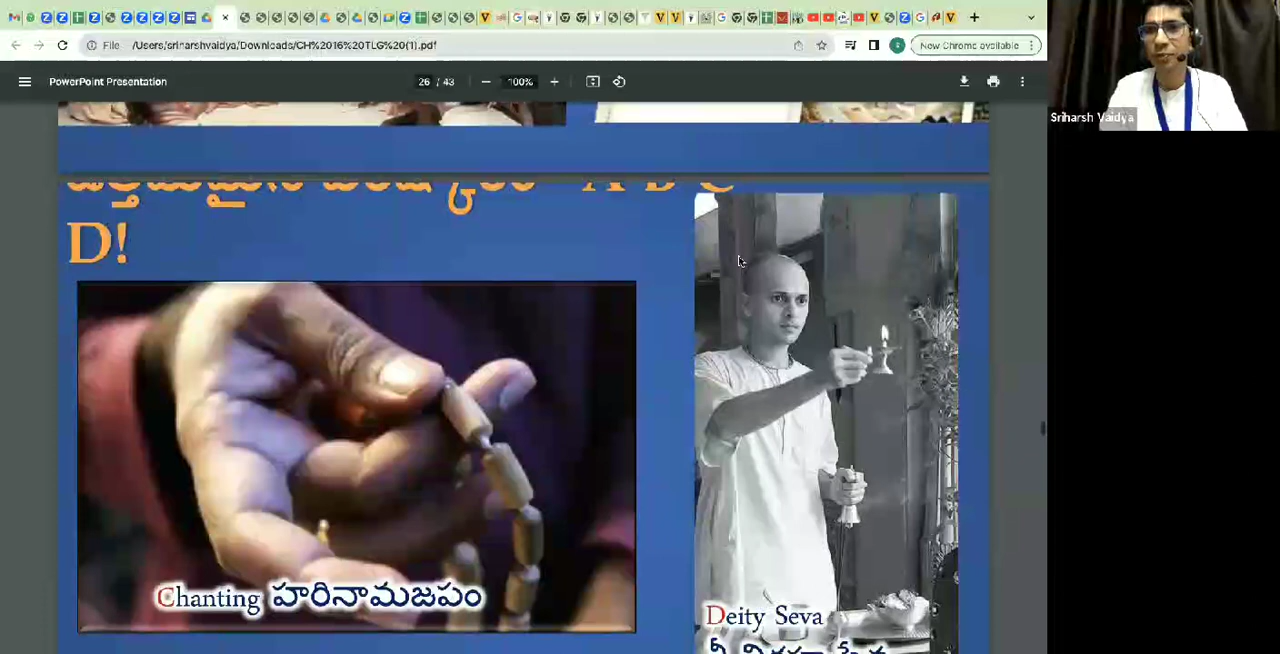 File /Users/sriharshvaidya/Downloads/CH%2016%20TLG%20(1).pdf
Now Chrome available
PowerPoint Presentation
26 / 43
100%
Sriharsh Vaidya
A B C
D!
Chanting హరినామజపం
Deity Seva